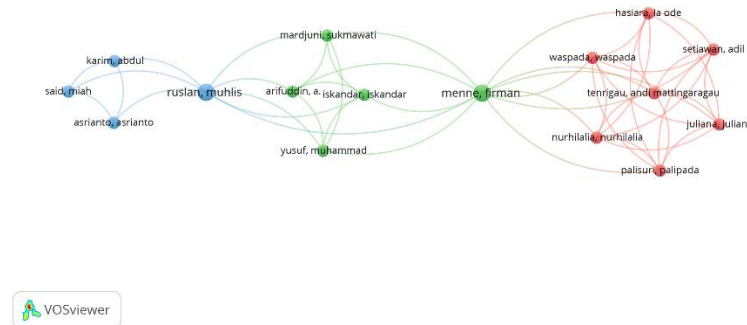 hasiara, la ode
mardjuni, sukmawati
setiawan, adil
karim, abdul
waspada, waspada
said, miah
ruslan, muhlis
arifuddin, a.
iskandar, iskandar
menne, firman
tenrigau, andi mattingaragau
asrianto, asrianto
juliana, julian
nurhilalia, nurhilalia
yusuf, muhammad
palisuri, palipada
VOSviewer